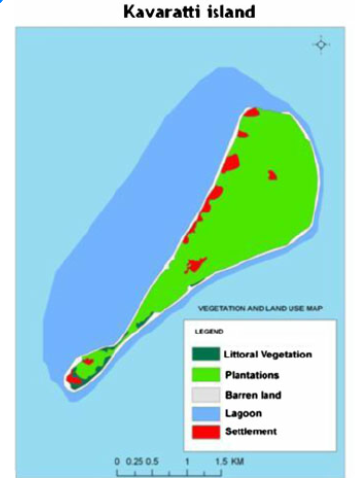 Kavaratti island
VEGETATION AND LAND USE MAP
LEGEND
Littoral Vegetation
Plantations
Barren land
Lagoon
Settlement
0 0.25 0.5 1 1.5 KM